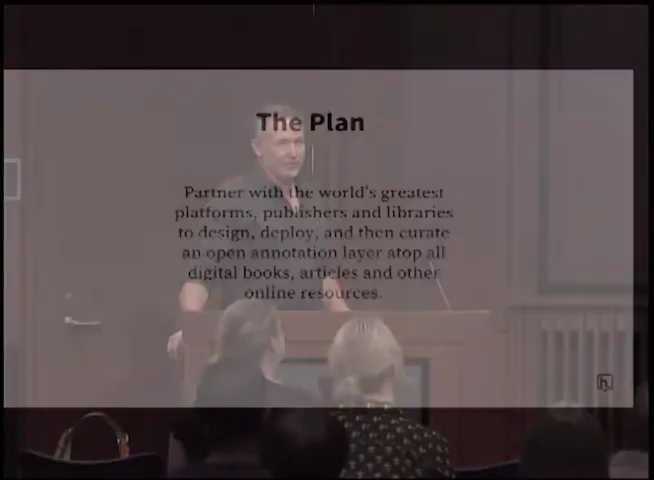 The Plan
Partner with the world's greatest
platforms, publishers and libraries
to design, deploy, and then curate
an open annotation layer atop all
digital books, articles and other
online resources.
h.